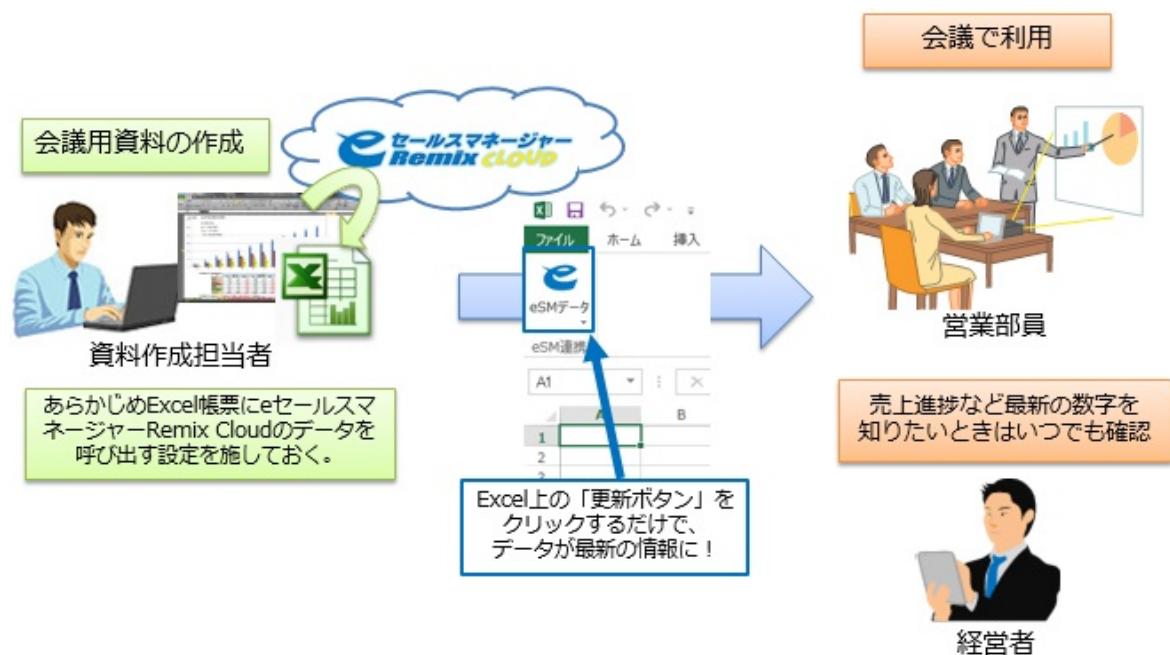 会議で利用
セールスマネージャー
Remix CLOUD
会議用資料の作成
ファイル ホーム 挿入
eSMデータ
eSM連携
A1
A B
1
2
資料作成担当者
営業部員
あらかじめExcel帳票にeセールスマ
ネージャーRemix Cloudのデータを
呼び出す設定を施しておく。
売上進捗など最新の数字を
知りたいときはいつでも確認
Excel上の「更新ボタン」を
クリックするだけで、
データが最新の情報に！
経営者